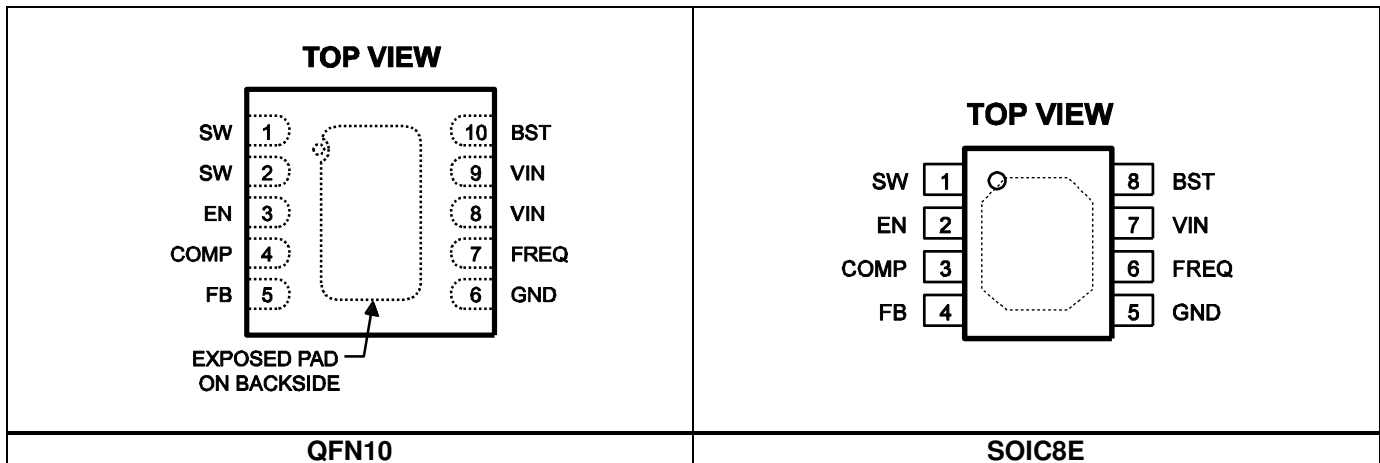 TOP VIEW
SW 1 10 BST
SW 2 9 VIN
EN 3 8 VIN
COMP 4 7 FREQ
FB 5 6 GND
EXPOSED PAD
ON BACKSIDE
QFN10
TOP VIEW
SW 1 8 BST
EN 2 7 VIN
COMP 3 6 FREQ
FB 4 5 GND
SOIC8E